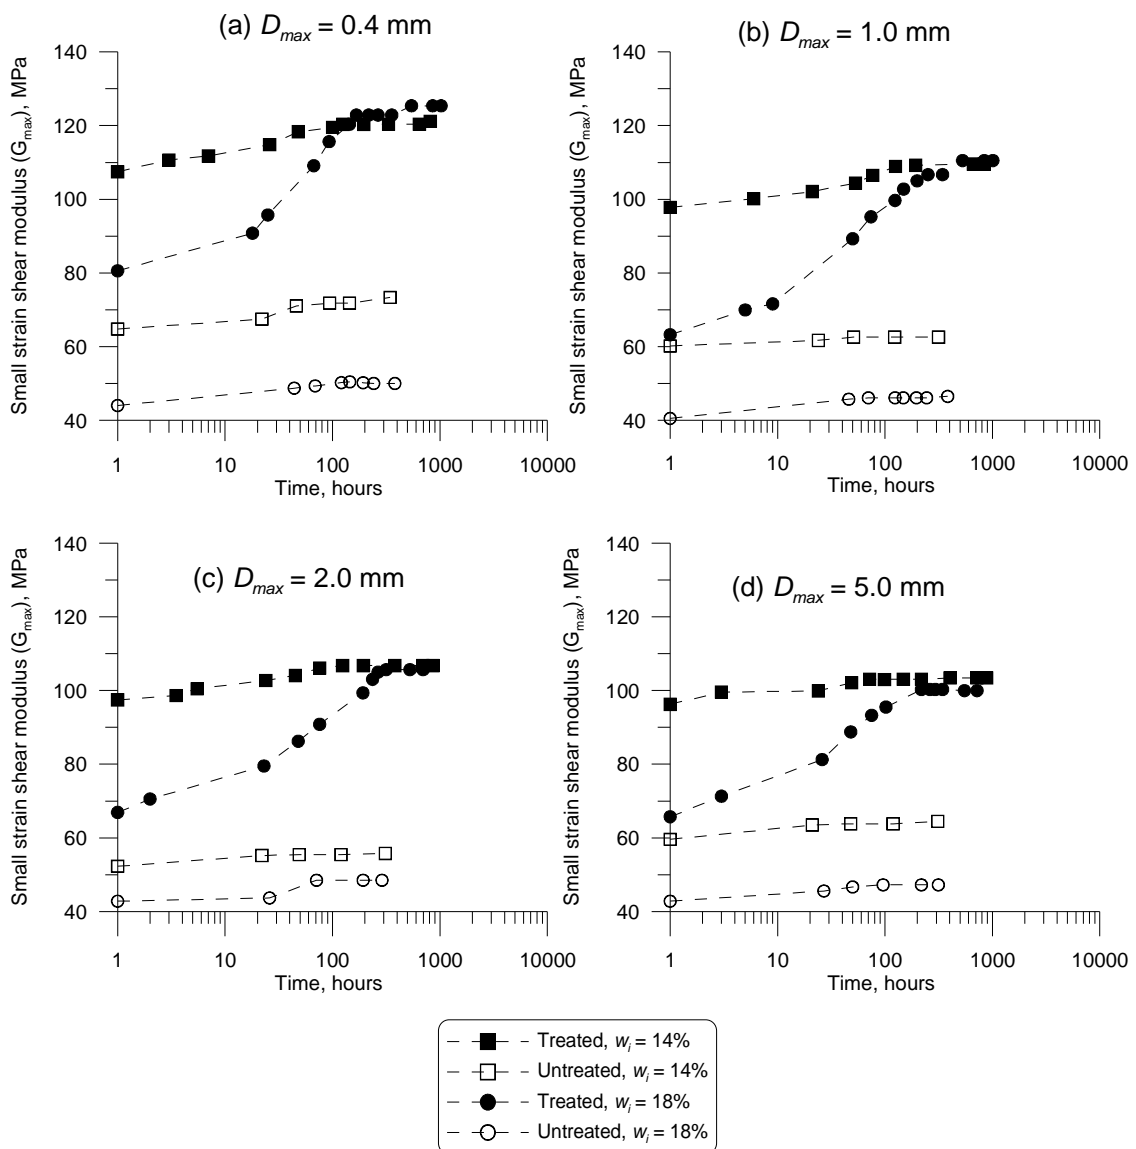 (a) Dmax = 0.4 mm
Small strain shear modulus (Gmax), MPa
140
120
100
80
60
40
1 10 100 1000 10000
Time, hours
(b) Dmax = 1.0 mm
Small strain shear modulus (Gmax), MPa
140
120
100
80
60
40
1 10 100 1000 10000
Time, hours
(c) Dmax = 2.0 mm
Small strain shear modulus (Gmax), MPa
140
120
100
80
60
40
1 10 100 1000 10000
Time, hours
(d) Dmax = 5.0 mm
Small strain shear modulus (Gmax), MPa
140
120
100
80
60
40
1 10 100 1000 10000
Time, hours
Treated, wi = 14%
Untreated, wi = 14%
Treated, wi = 18%
Untreated, wi = 18%